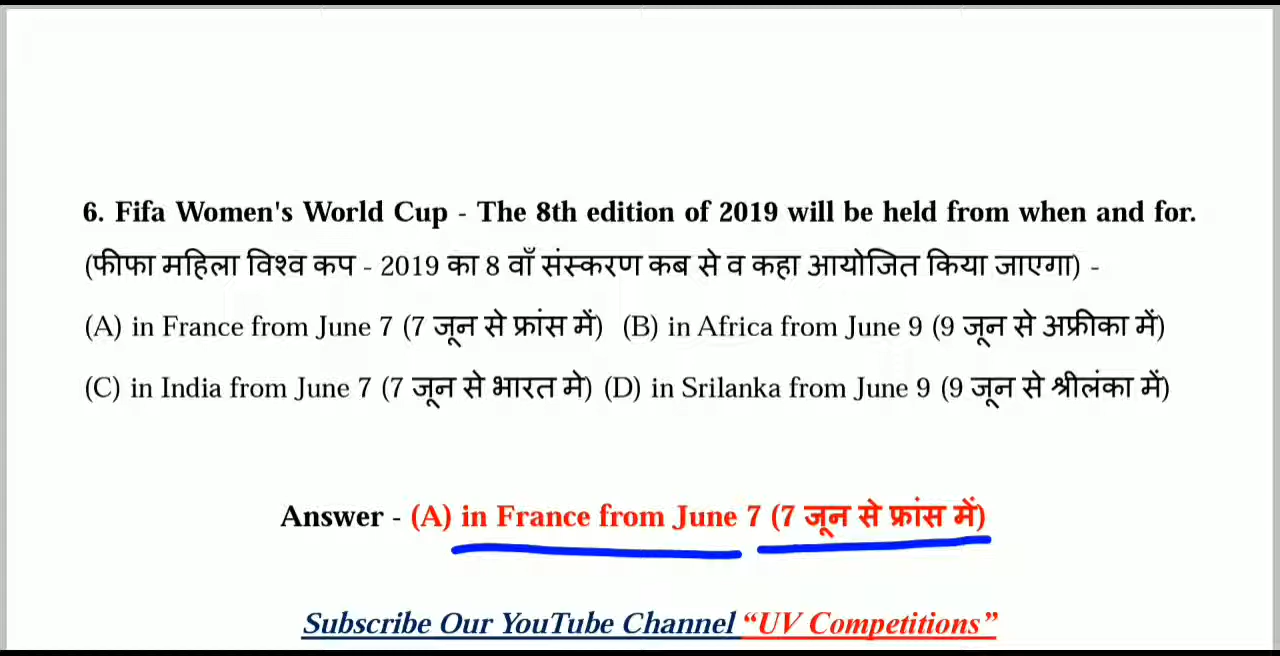 6. Fifa Women's World Cup - The 8th edition of 2019 will be held from when and for.
(फीफा महिला विश्व कप - 2019 का 8 वाँ संस्करण कब से व कहा आयोजित किया जाएगा) -
(A) in France from June 7 (7 जून से फ्रांस में) (B) in Africa from June 9 (9 जून से अफ्रीका में)
(C) in India from June 7 (7 जून से भारत मे) (D) in Srilanka from June 9 (9 जून से श्रीलंका में)
Answer - (A) in France from June 7 (7 जून से फ्रांस में)
Subscribe Our YouTube Channel “UV Competitions”